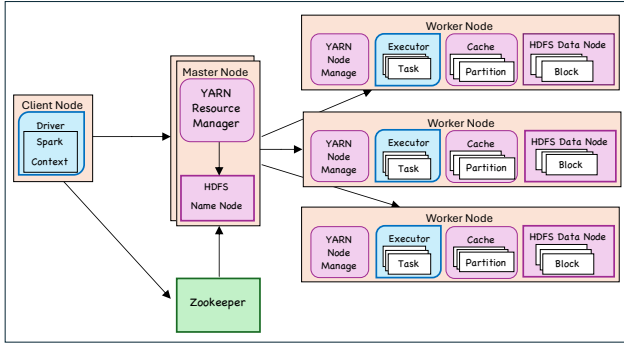 Client Node
Driver
Spark
Context
Master Node
YARN
Resource
Manager
HDFS
Name Node
Zookeeper
Worker Node
YARN
Node
Manage
Executor
Task
Cache
Partition
HDFS Data Node
Block
Worker Node
YARN
Node
Manage
Executor
Task
Cache
Partition
HDFS Data Node
Block
Worker Node
YARN
Node
Manage
Executor
Task
Cache
Partition
HDFS Data Node
Block